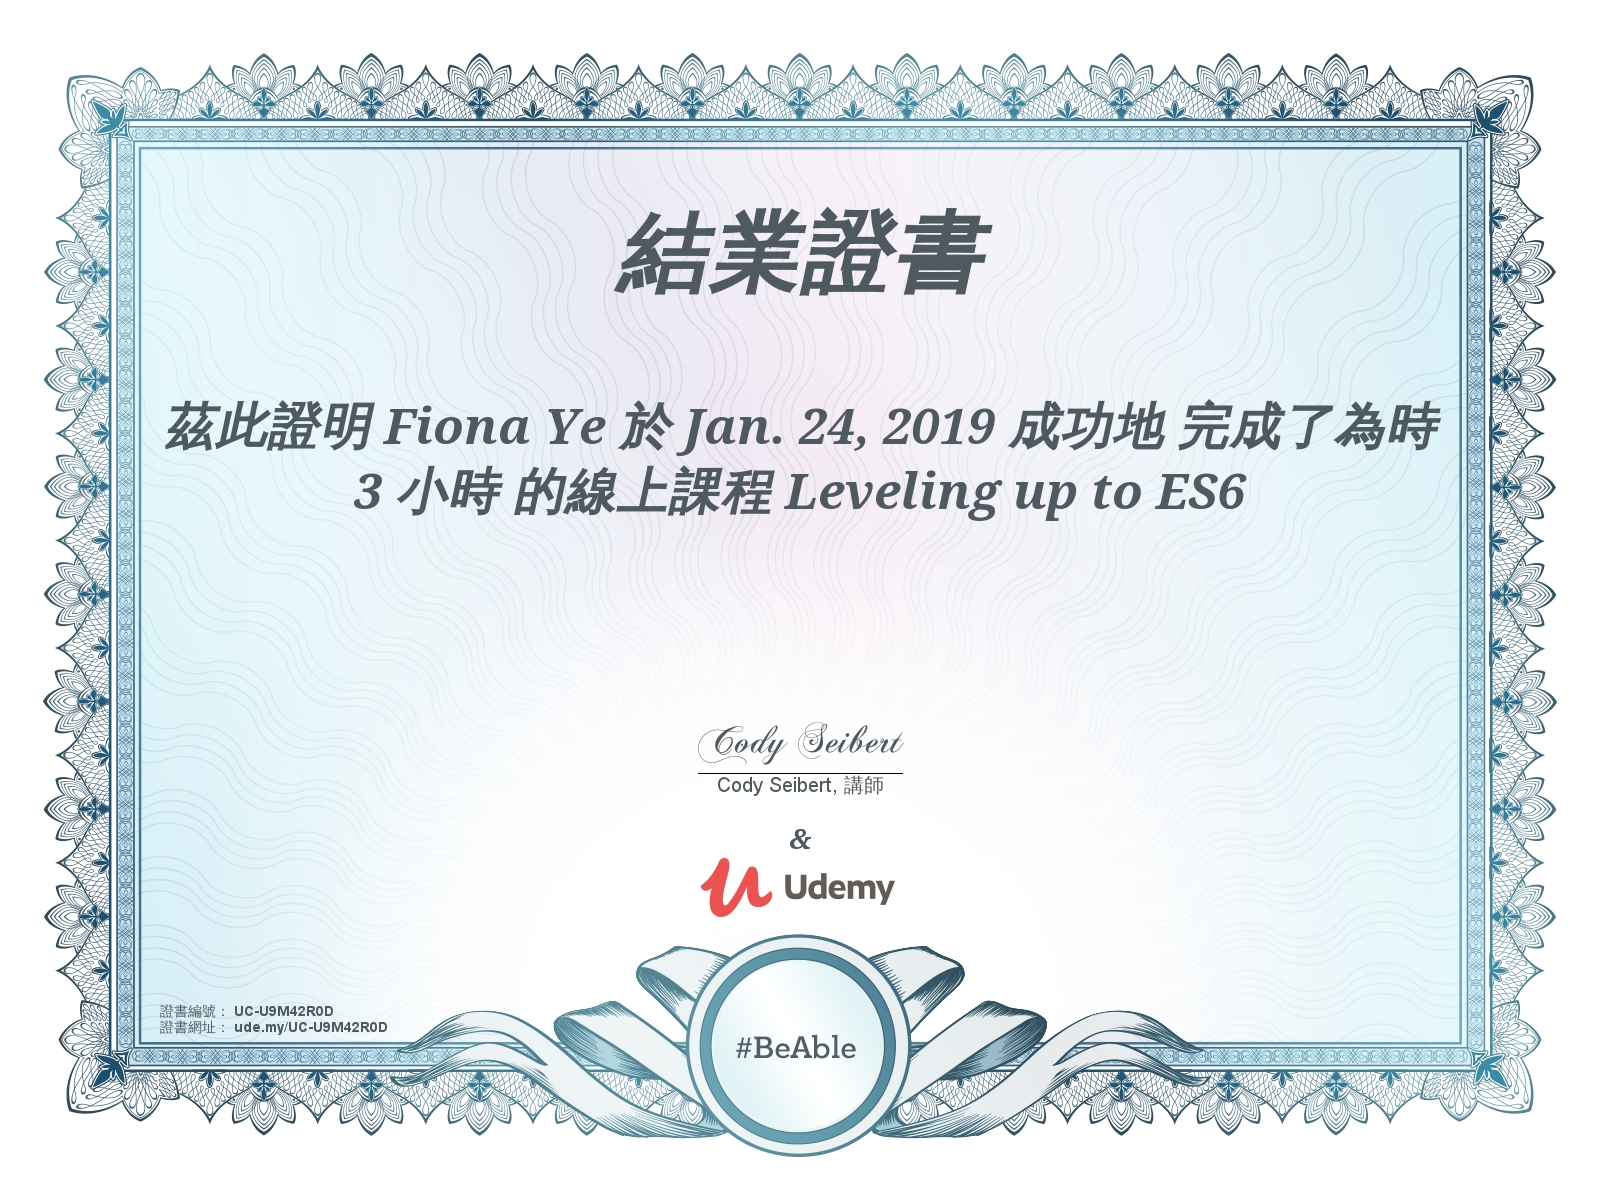 結業證書
茲此證明 Fiona Ye 於 Jan. 24, 2019 成功地 完成了為時
3 小時 的線上課程 Leveling up to ES6
Cody Seibert
Cody Seibert, 講師
&
Udemy
#BeAble
證書編號： UC-U9M42R0D
證書網址： ude.my/UC-U9M42R0D